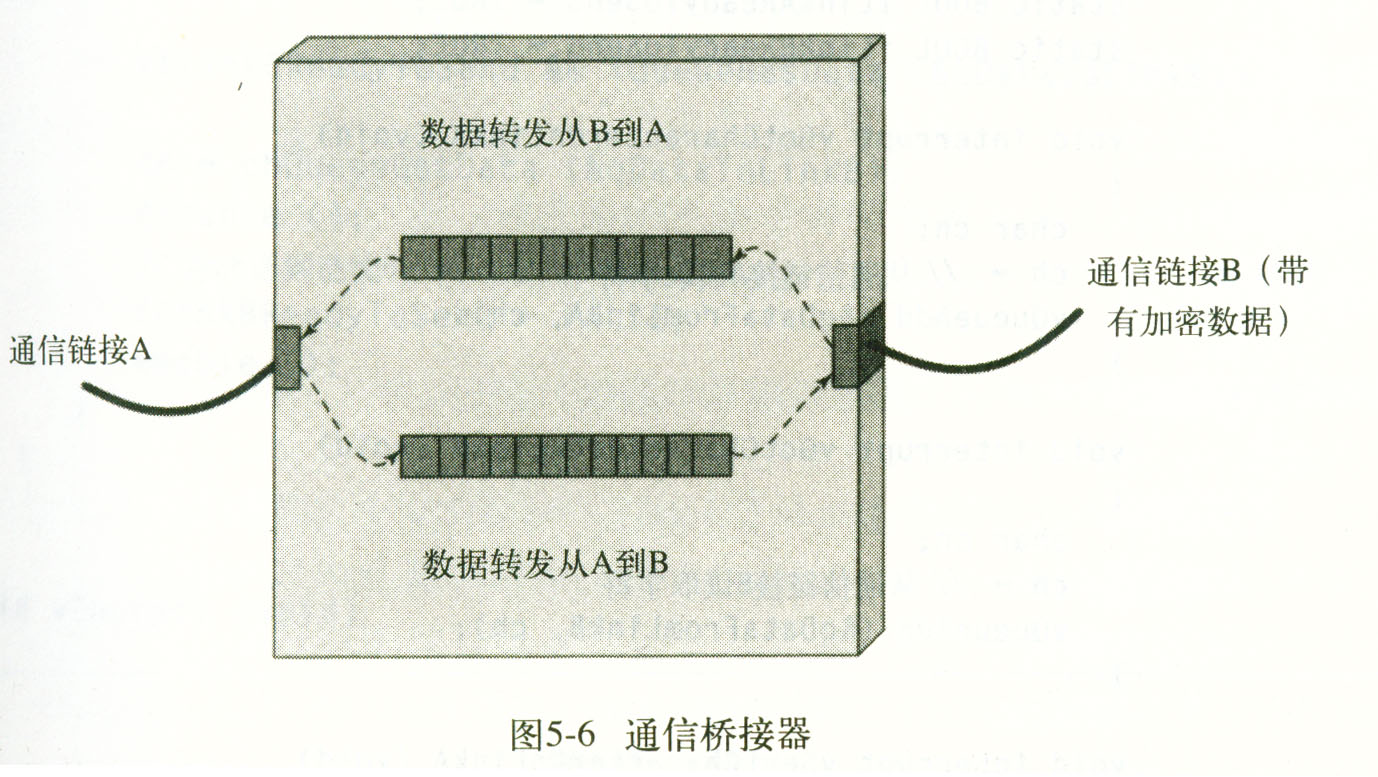 数据转发从B到A
通信链接B（带
有加密数据）
通信链接A
数据转发从A到B
图5-6 通信桥接器